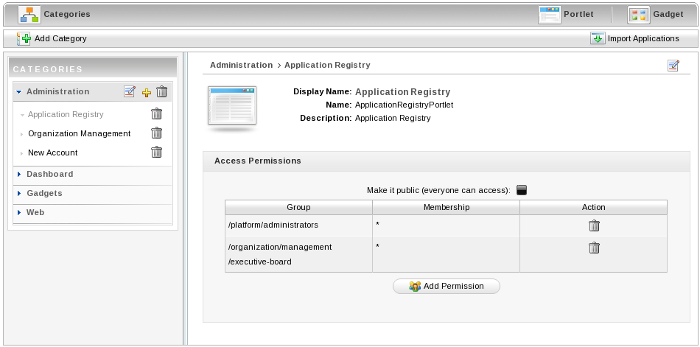 Categories Portlet Gadget
Add Category Import Applications
CATEGORIES
Administration
Application Registry
Organization Management
New Account
Dashboard
Gadgets
Web
Administration > Application Registry
Display Name: Application Registry
Name: ApplicationRegistryPortlet
Description: Application Registry
Access Permissions
Make it public (everyone can access):
Group Membership Action
/platform/administrators *
/organization/management *
/executive-board
Add Permission